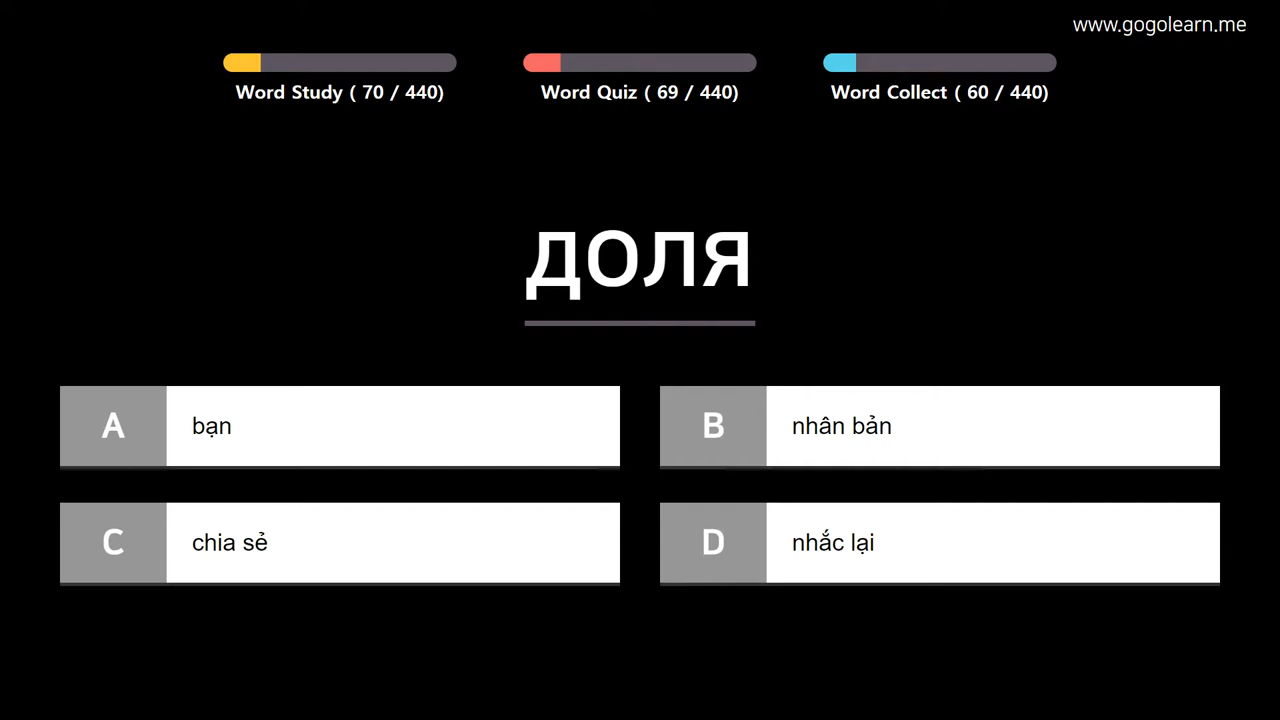 www.gogolearn.me
Word Study ( 70 / 440)
Word Quiz ( 69 / 440)
Word Collect ( 60 / 440)
ДОЛЯ
A bạn
B nhân bản
C chia sẻ
D nhắc lại